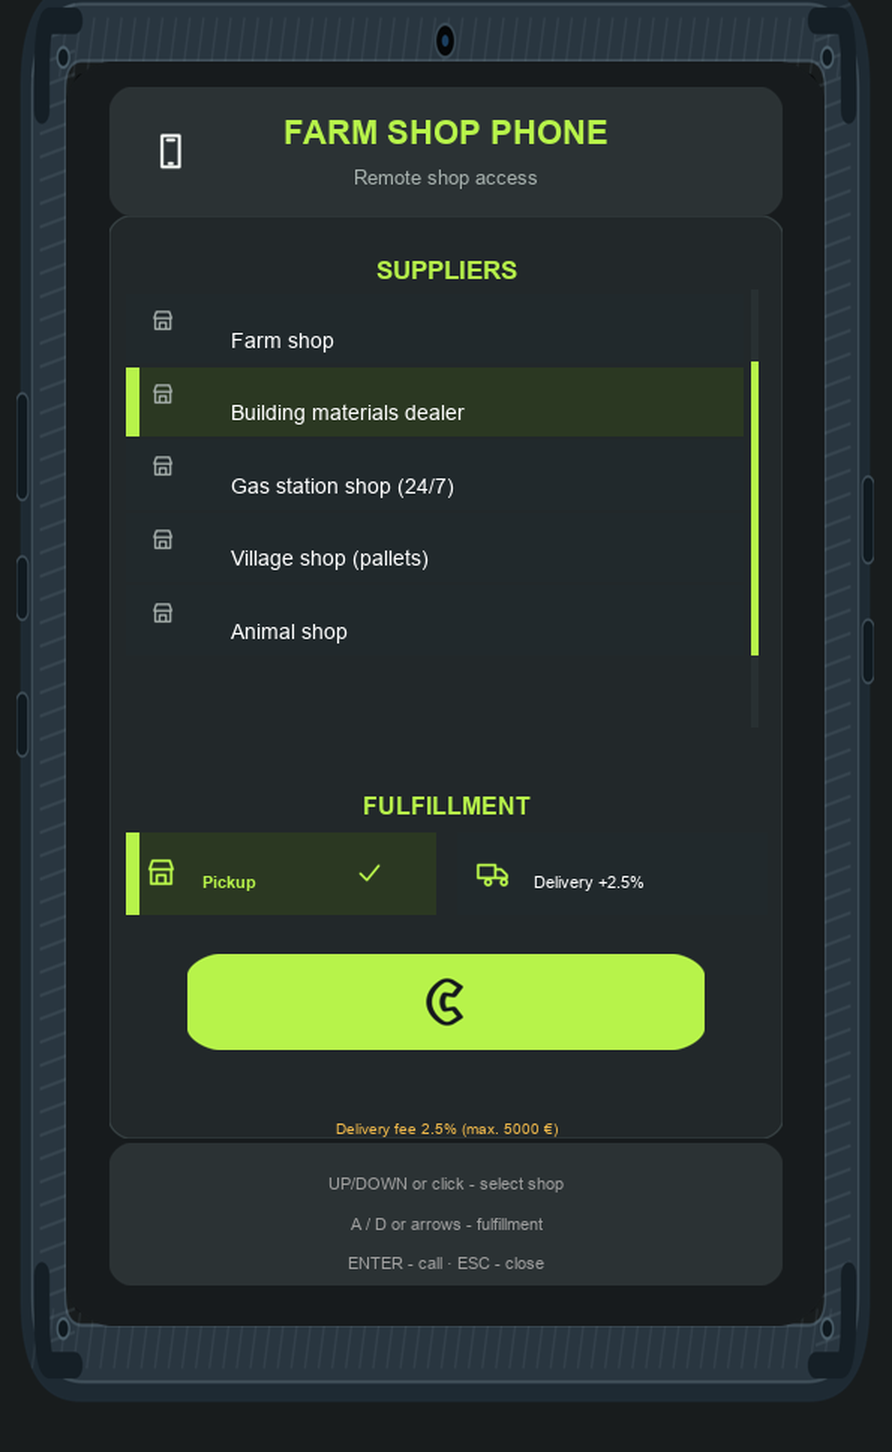 FARM SHOP PHONE
Remote shop access
SUPPLIERS
Farm shop
Building materials dealer
Gas station shop (24/7)
Village shop (pallets)
Animal shop
FULFILLMENT
Pickup
Delivery +2.5%
Delivery fee 2.5% (max. 5000 €)
UP/DOWN or click - select shop
A / D or arrows - fulfillment
ENTER - call · ESC - close